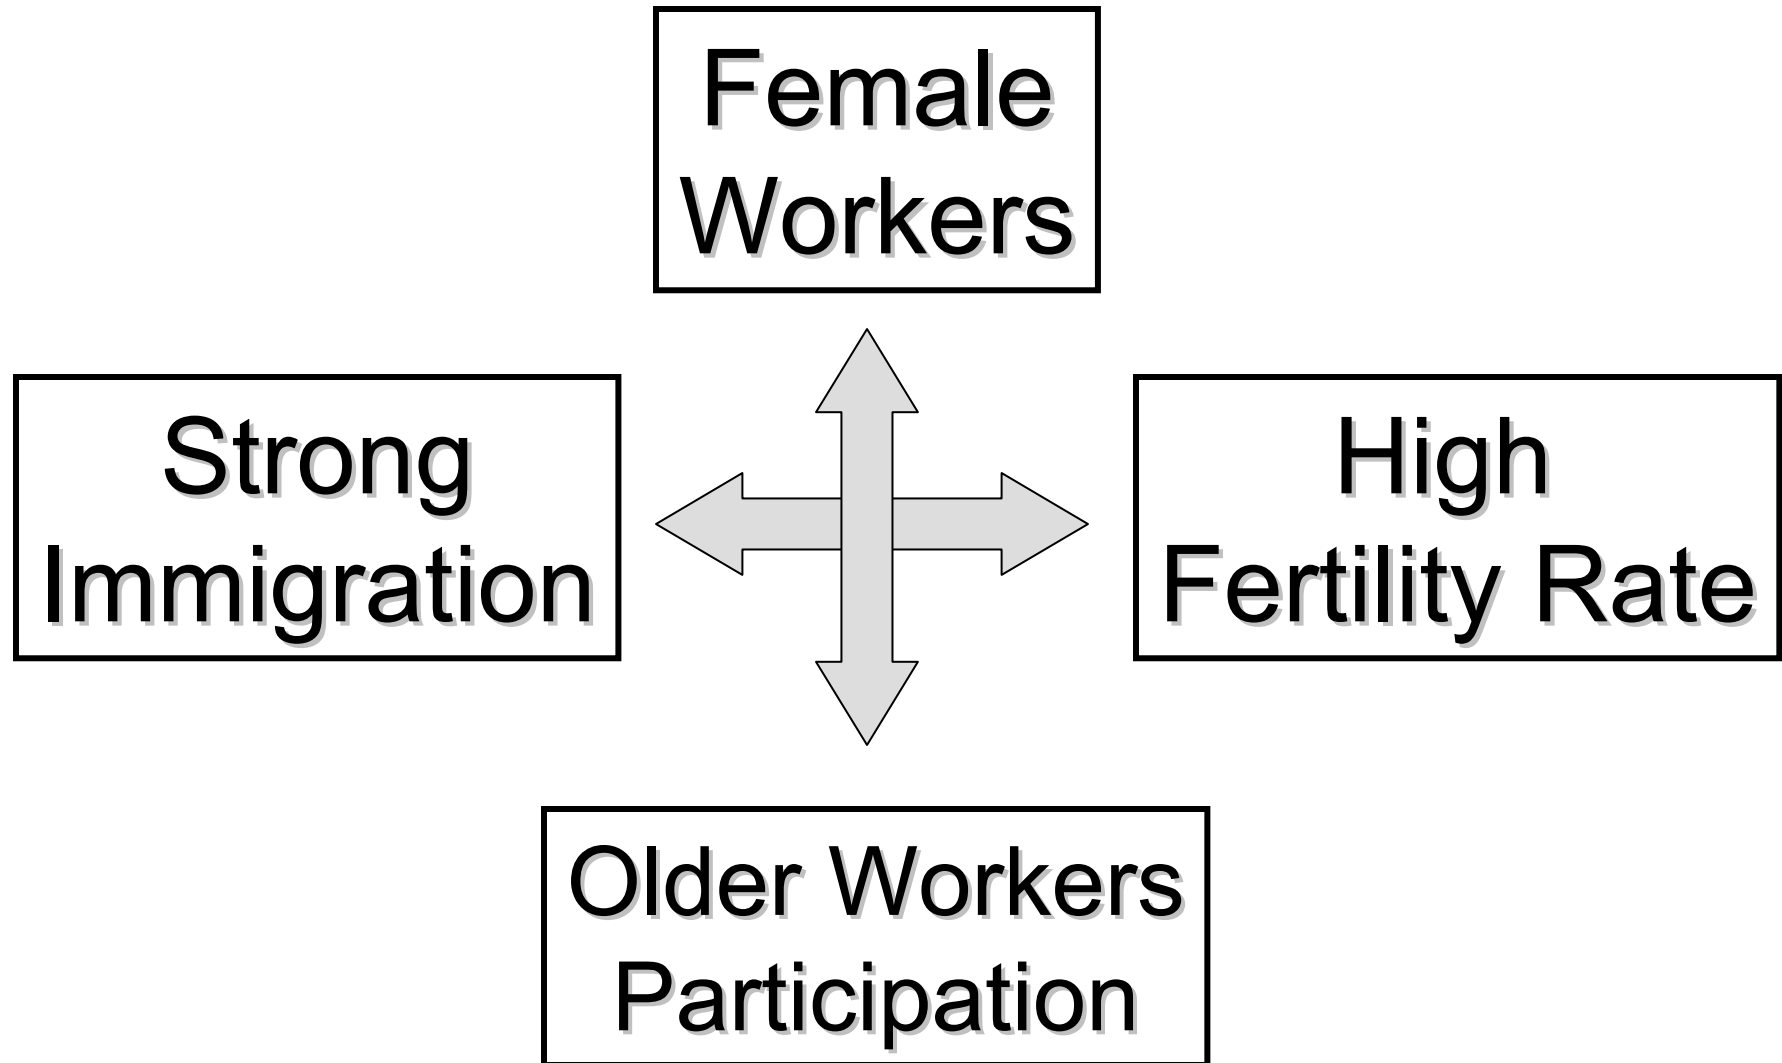 Female
Workers
Strong
Immigration
High
Fertility Rate
Older Workers
Participation